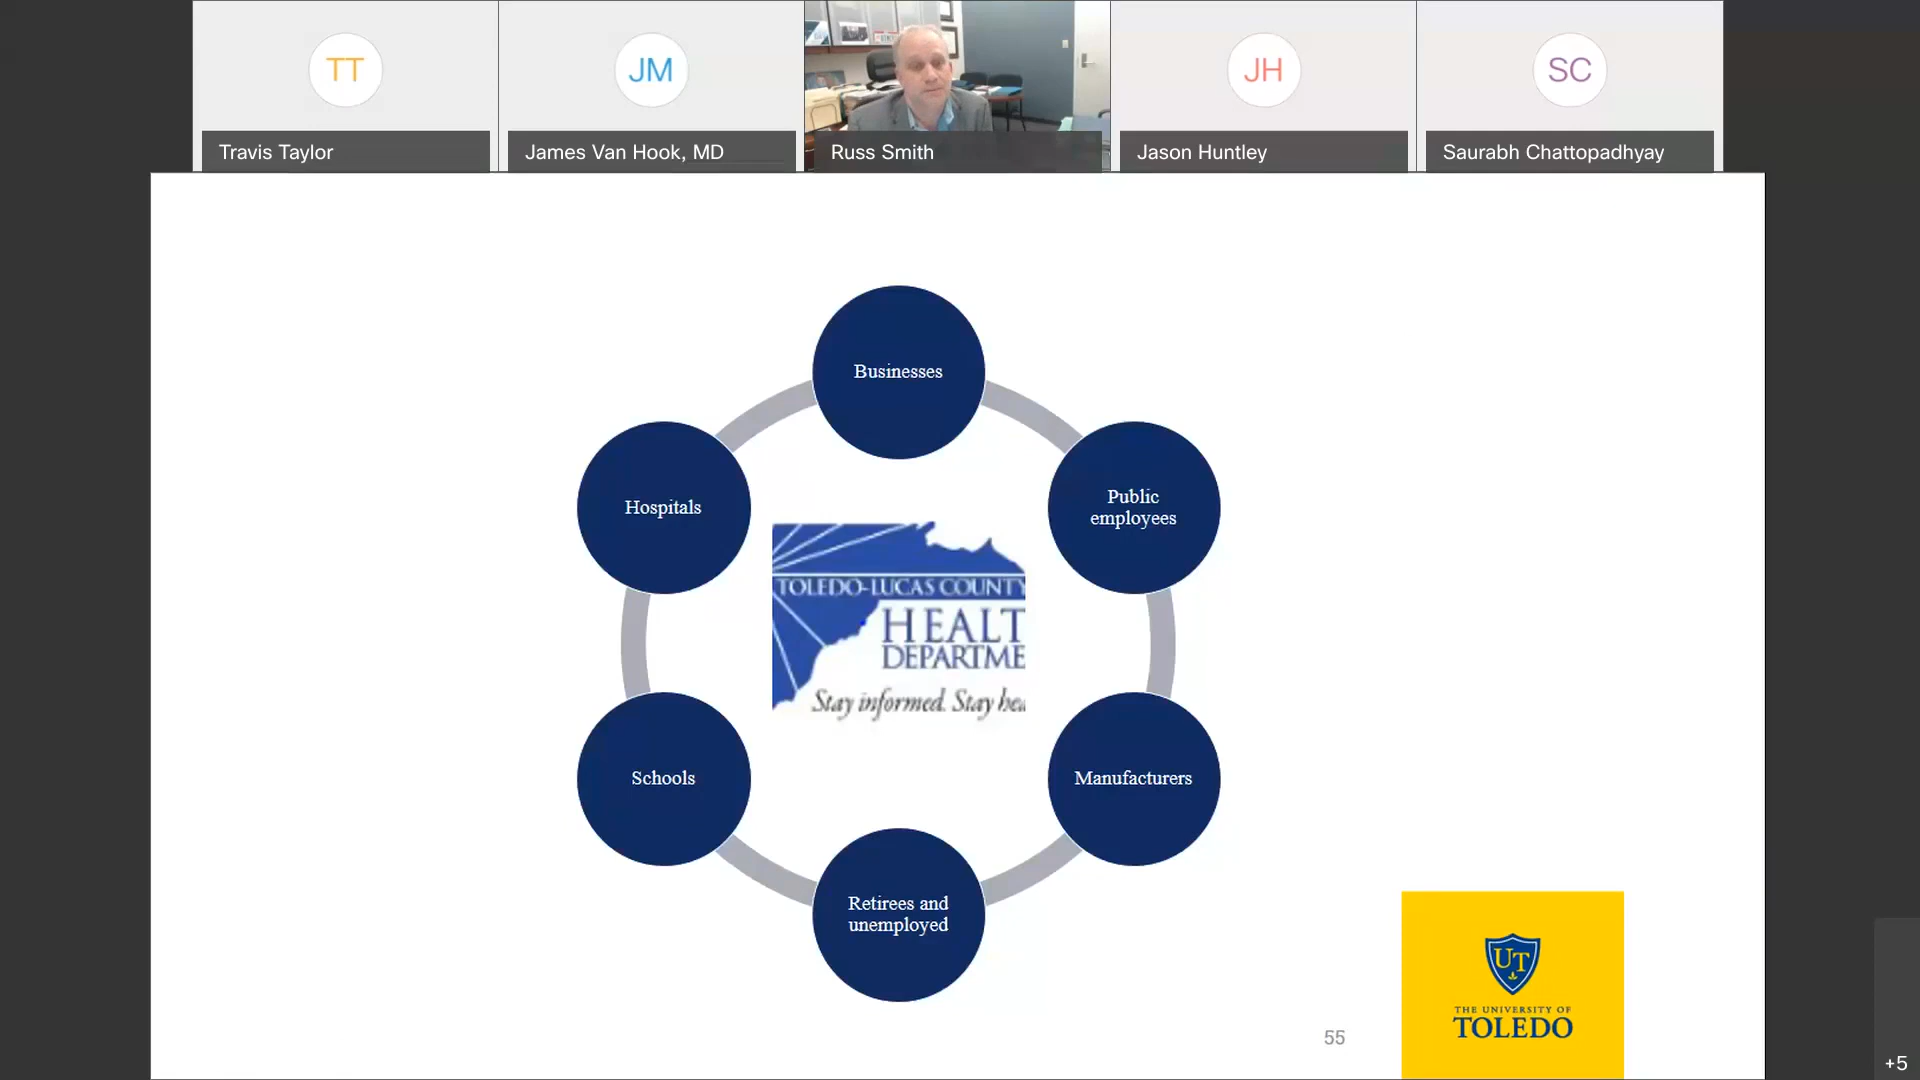 TT
JM
JH
SC
Travis Taylor
James Van Hook, MD
Russ Smith
Jason Huntley
Saurabh Chattopadhyay
Businesses
Hospitals
Public
employees
TOLEDO-LUCAS COUNTY
HEALT
DEPARTME
Stay informed. Stay hea
Schools
Manufacturers
Retirees and
unemployed
UT
THE UNIVERSITY OF
TOLEDO
55
+5